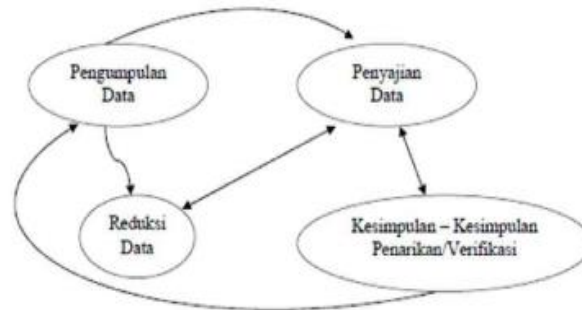 Pengumpulan
Data
Penyajian
Data
Reduksi
Data
Kesimpulan – Kesimpulan
Penarikan/Verifikasi